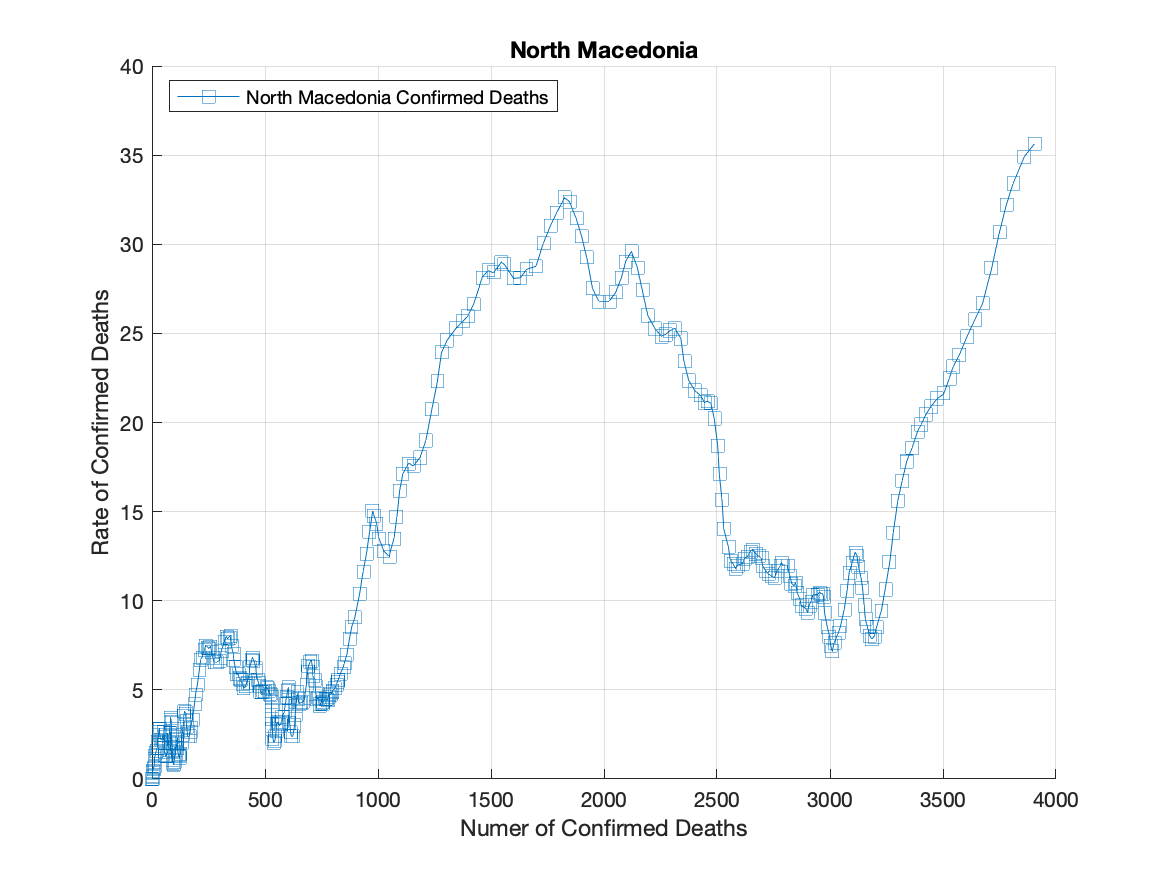 North Macedonia
North Macedonia Confirmed Deaths
Rate of Confirmed Deaths
40
35
30
25
20
15
10
5
0
0 500 1000 1500 2000 2500 3000 3500 4000
Numer of Confirmed Deaths